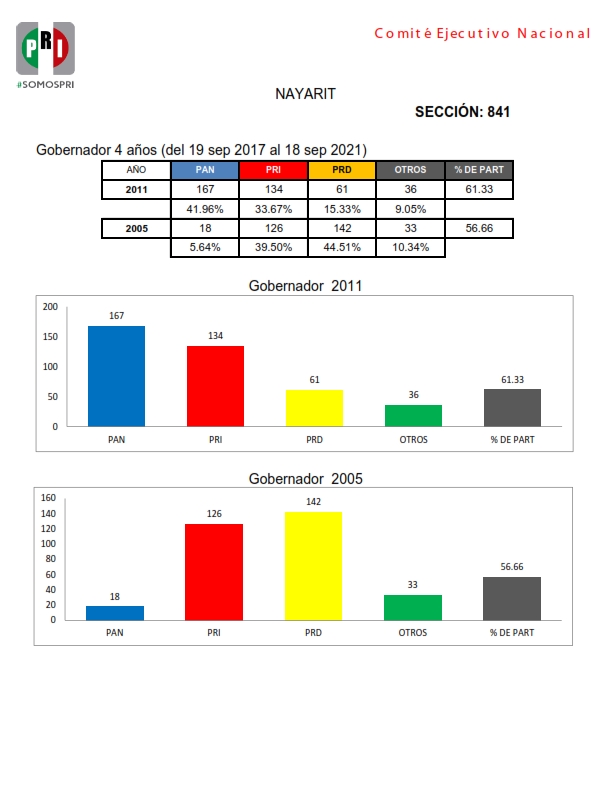 Comité Ejecutivo Nacional
PRI
#SOMOSPRI
NAYARIT
SECCIÓN: 841
Gobernador 4 años (del 19 sep 2017 al 18 sep 2021)
AÑO PAN PRI PRD OTROS % DE PART
2011 167 134 61 36 61.33
41.96% 33.67% 15.33% 9.05%
2005 18 126 142 33 56.66
5.64% 39.50% 44.51% 10.34%
Gobernador 2011
200
150
100
50
0
167
134
61
36
61.33
PAN PRI PRD OTROS % DE PART
Gobernador 2005
160
140
120
100
80
60
40
20
0
18
126
142
33
56.66
PAN PRI PRD OTROS % DE PART